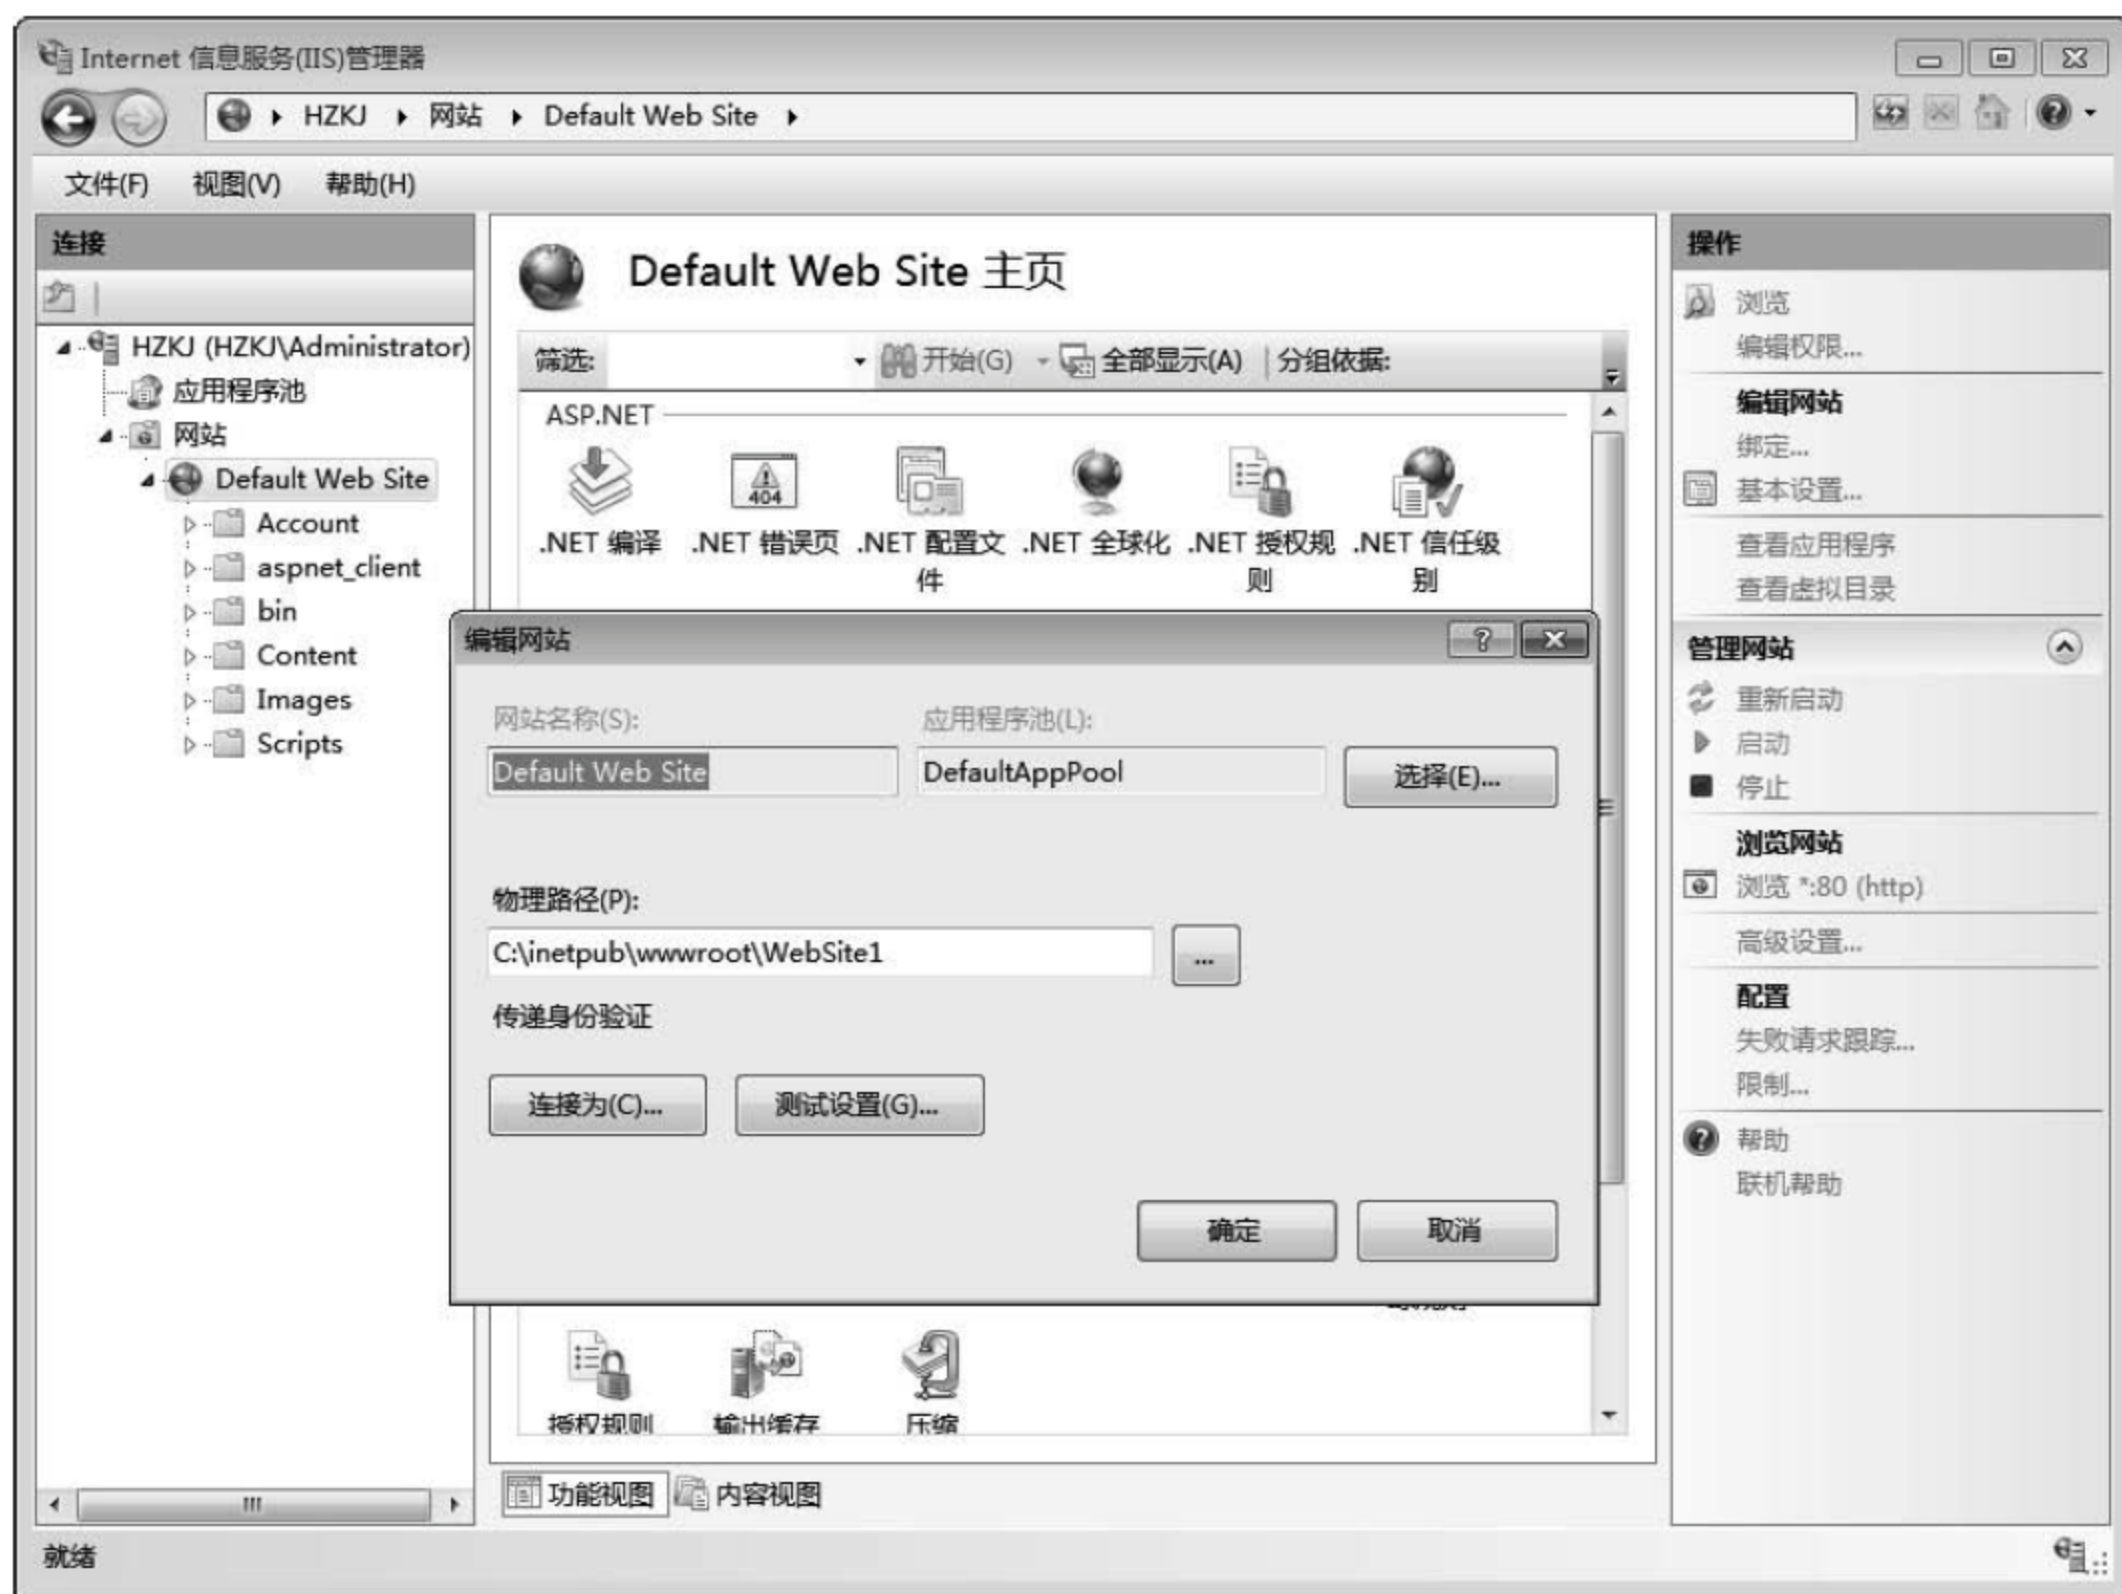 Internet 信息服务(IIS)管理器
HZKJ 网站 Default Web Site
文件(F) 视图(V) 帮助(H)
连接
HZKJ (HZKJ\Administrator)
应用程序池
网站
Default Web Site
Account
aspnet_client
bin
Content
Images
Scripts
Default Web Site 主页
筛选: 开始(G) 全部显示(A) 分组依据:
ASP.NET
404
.NET 编译 .NET 错误页 .NET 配置文件 .NET 全球化 .NET 授权规则 .NET 信任级别
编辑网站
网站名称(S): 应用程序池(L):
Default Web Site DefaultAppPool 选择(E)...
物理路径(P):
C:\inetpub\wwwroot\WebSite1 ...
传递身份验证
连接为(C)... 测试设置(G)...
确定 取消
授权规则 输出缓存 压缩
功能视图 内容视图
操作
浏览
编辑权限...
编辑网站
绑定...
基本设置...
查看应用程序
查看虚拟目录
管理网站
重新启动
启动
停止
浏览网站
浏览 *:80 (http)
高级设置...
配置
失败请求跟踪...
限制...
帮助
联机帮助
就绪